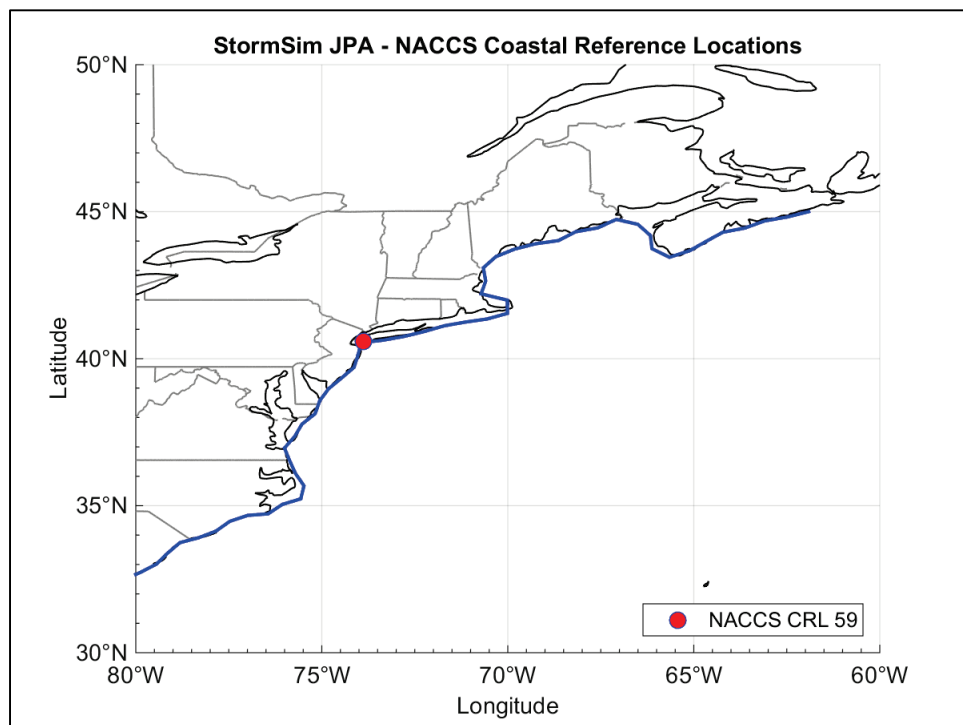 StormSim JPA - NACCS Coastal Reference Locations
50°N
45°N
40°N
35°N
30°N
Latitude
80°W
75°W
70°W
65°W
60°W
Longitude
NACCS CRL 59